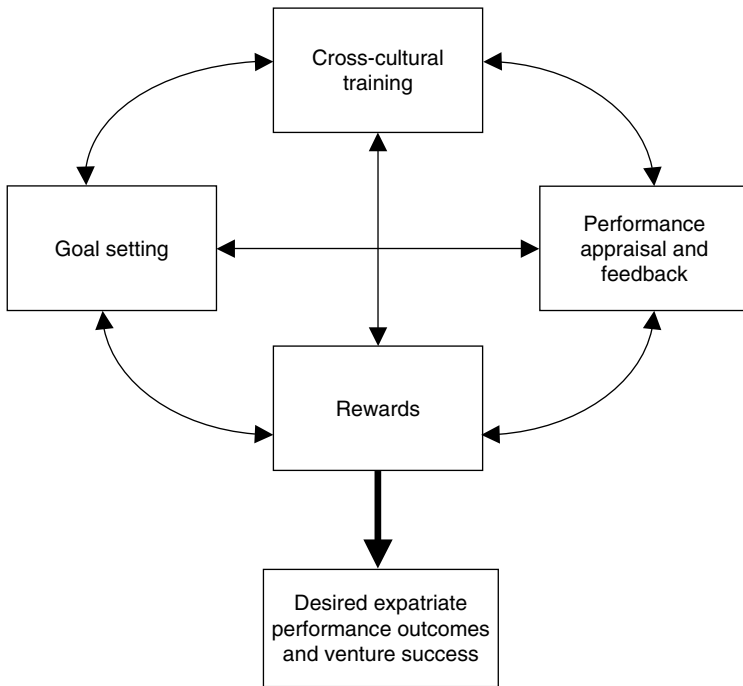 Cross-cultural
training
Goal setting
Performance
appraisal and
feedback
Rewards
Desired expatriate
performance outcomes
and venture success